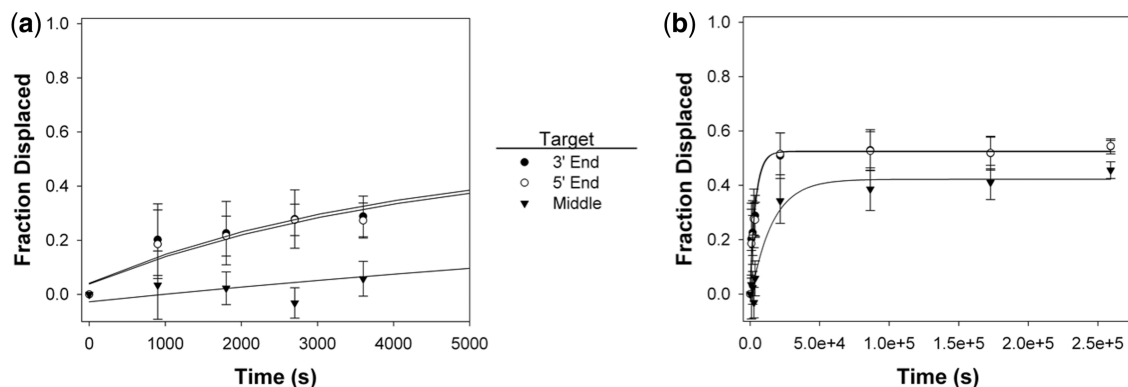 (a)
1.0
0.8
0.6
0.4
0.2
0.0
Fraction Displaced
0 1000 2000 3000 4000 5000
Time (s)
Target
3' End
5' End
Middle
(b)
1.0
0.8
0.6
0.4
0.2
0.0
Fraction Displaced
0.0 5.0e+4 1.0e+5 1.5e+5 2.0e+5 2.5e+5
Time (s)